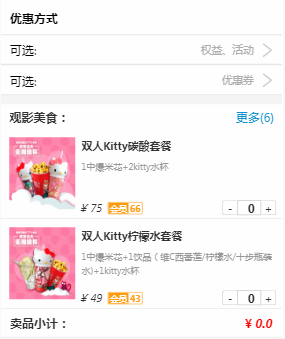 优惠方式
可选: 权益、活动
可选: 优惠券
观影美食： 更多(6)
双人Kitty碳酸套餐
1中爆米花+2kitty水杯
¥ 75 会员 66 - 0 +
双人Kitty柠檬水套餐
1中爆米花+1饮品（维C西番莲/柠檬水/十步瓶装
水)+1kitty水杯
¥ 49 会员 43 - 0 +
卖品小计： ¥ 0.0